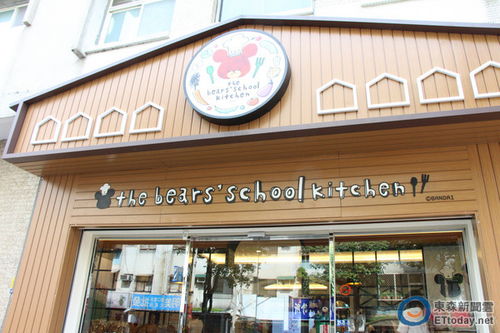 the
bears' school
kitchen
the bears' school kitchen
©BANDAI
東森新聞雲
ETtoday.net